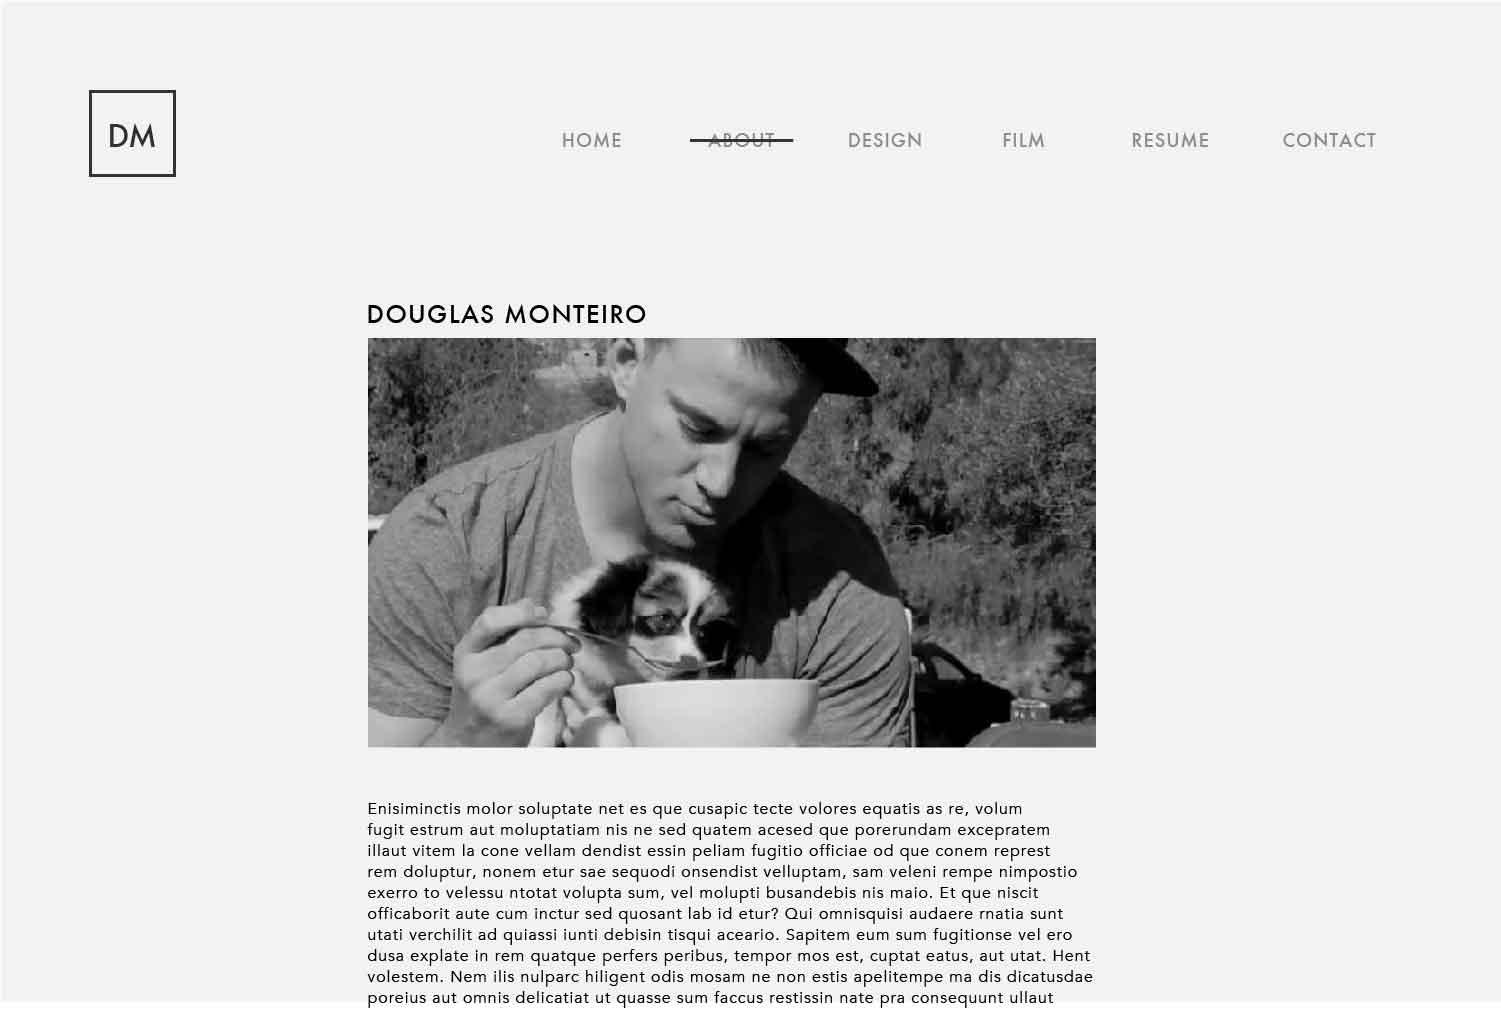 DM
HOME ABOUT DESIGN FILM RESUME CONTACT
DOUGLAS MONTEIRO
Enisiminctis molor soluptate net es que cusapic tecte volores equatis as re, volum
fugit estrum aut moluptatiam nis ne sed quatem acesed que porerundam excepratem
illaut vitem la cone vellam dendist essin peliam fugitio officiae od que conem represt
rem doluptur, nonem etur sae sequodi onsendist velluptam, sam veleni rempe nimpostio
exerro to velessu ntotat volupta sum, vel molupti busandebis nis maio. Et que niscit
officaborit aute cum inctur sed quosant lab id etur? Qui omnisquisi audaere rnatia sunt
utati verchilit ad quiassi iunti debisin tisqui aceario. Sapitem eum sum fugitionse vel ero
dusa explate in rem quatque perfers peribus, tempor mos est, cuptat eatus, aut utat. Hent
volestem. Nem ilis nulparc hiligent odis mosam ne non estis apelitempe ma dis dicatusdae
poreius aut omnis delicatiat ut quasse sum faccus restissin nate pra consequunt ullaut